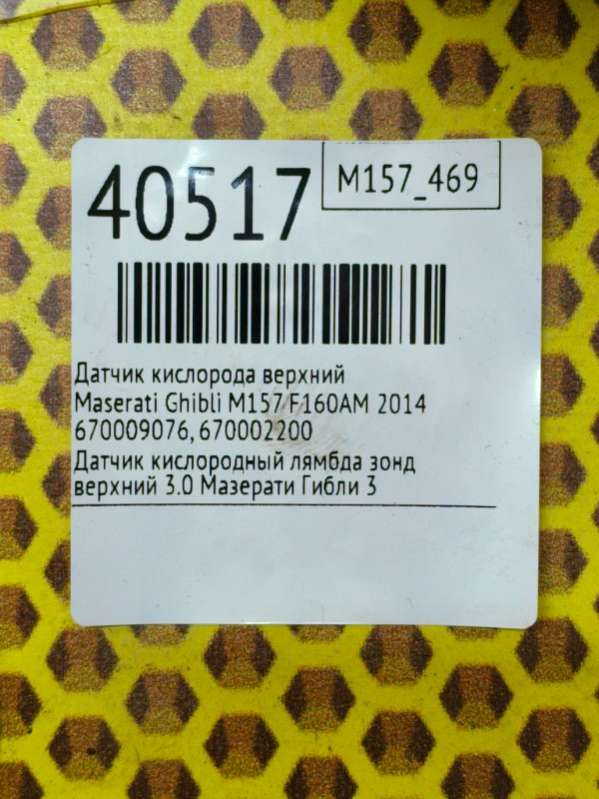 40517
M157_469
Датчик кислорода верхний
Maserati Ghibli M157 F160AM 2014
670009076, 670002200
Датчик кислородный лямбда зонд
верхний 3.0 Мазерати Гибли 3